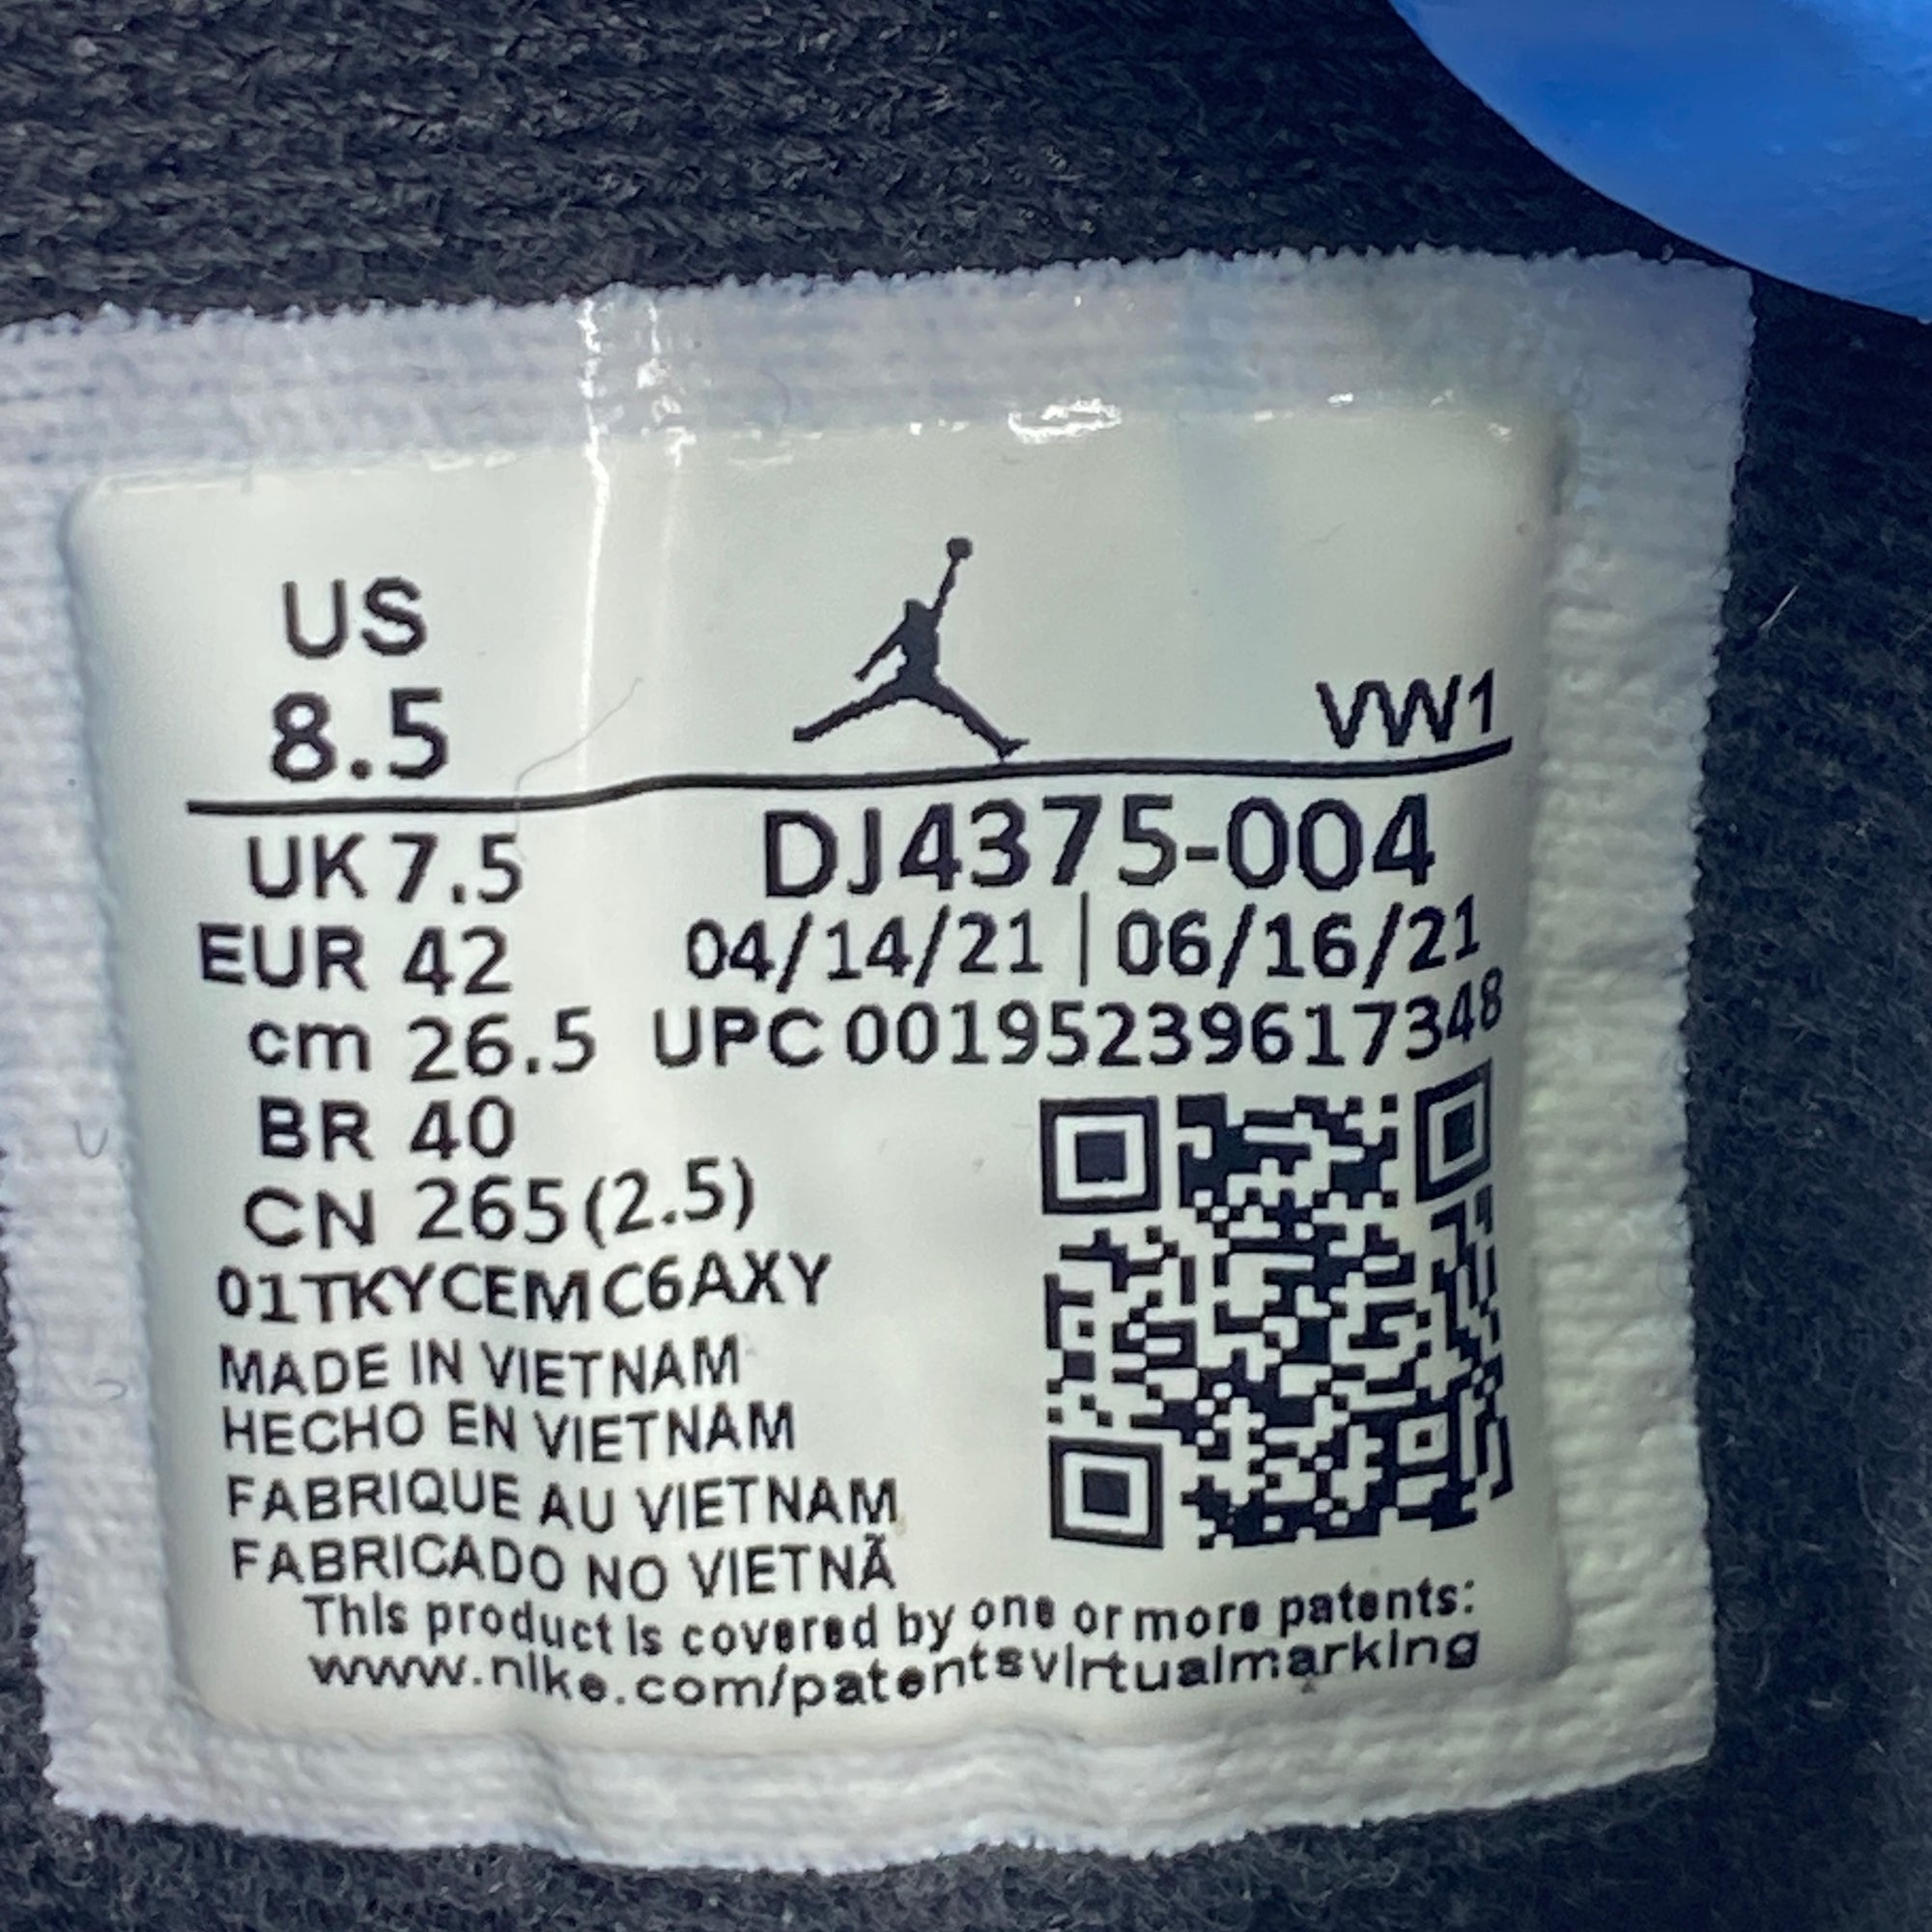 US
8.5
VW1
UK 7.5
DJ4375-004
EUR 42
04/14/21 | 06/16/21
cm 26.5
UPC 00195239617348
BR 40
CN 265(2.5)
01TKYCEMC6AXY
MADE IN VIETNAM
HECHO EN VIETNAM
FABRIQUE AU VIETNAM
FABRICADO NO VIETNÃ
This product is covered by one or more patents:
www.nike.com/patentsvirtualmarking